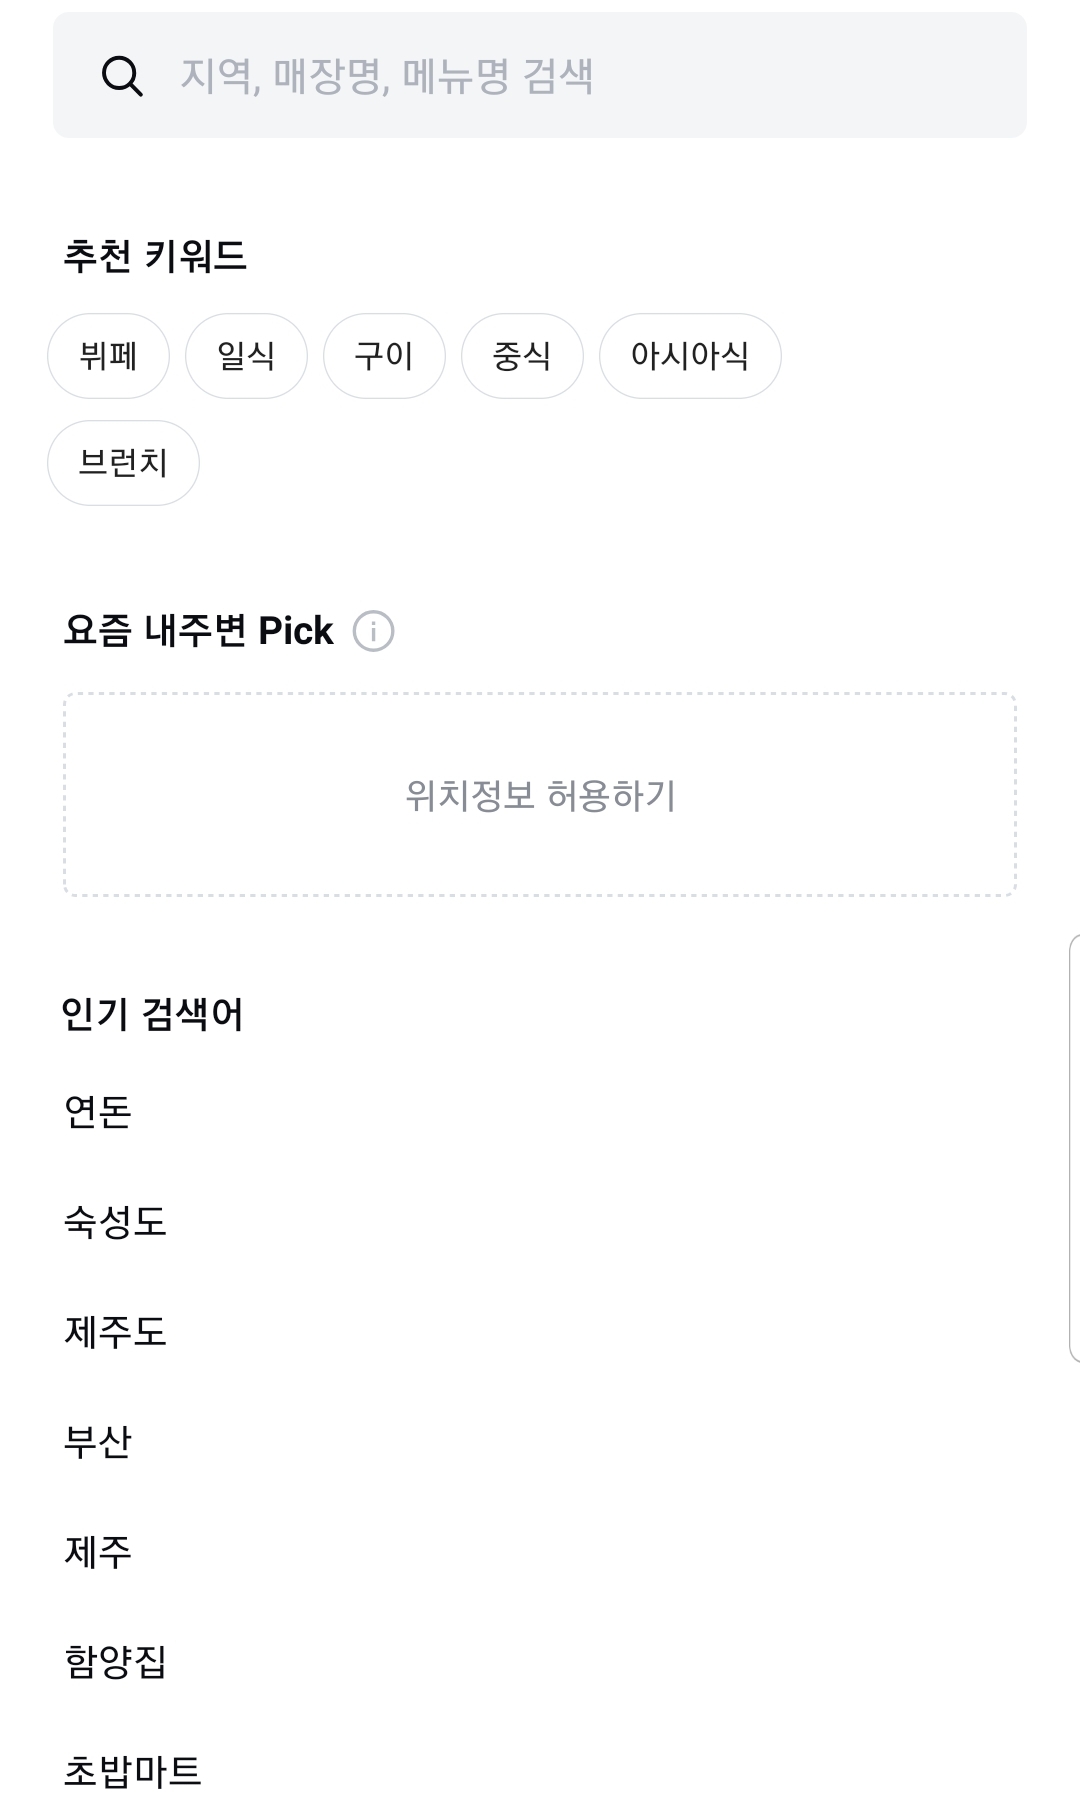 지역, 매장명, 메뉴명 검색
추천 키워드
뷔페 일식 구이 중식 아시아식
브런치
요즘 내주변 Pick
위치정보 허용하기
인기 검색어
연돈
숙성도
제주도
부산
제주
함양집
초밥마트